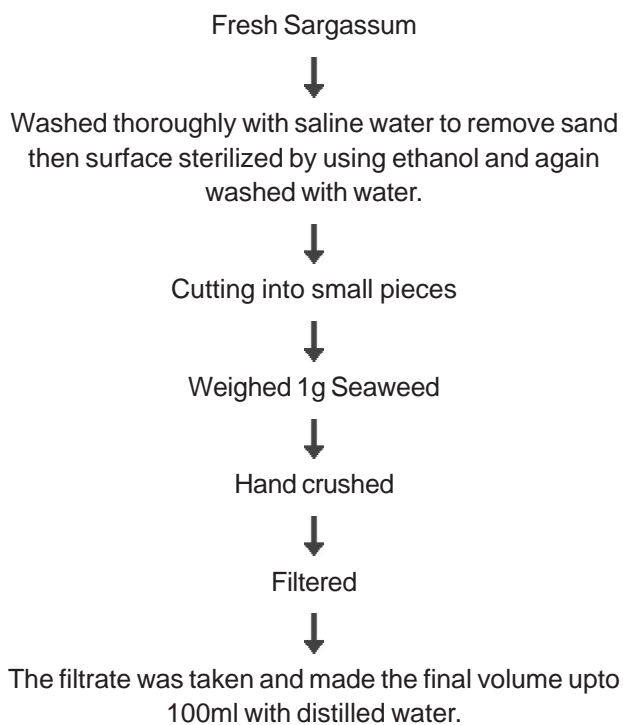 Fresh Sargassum
Washed thoroughly with saline water to remove sand
then surface sterilized by using ethanol and again
washed with water.
Cutting into small pieces
Weighed 1g Seaweed
Hand crushed
Filtered
The filtrate was taken and made the final volume upto
100ml with distilled water.